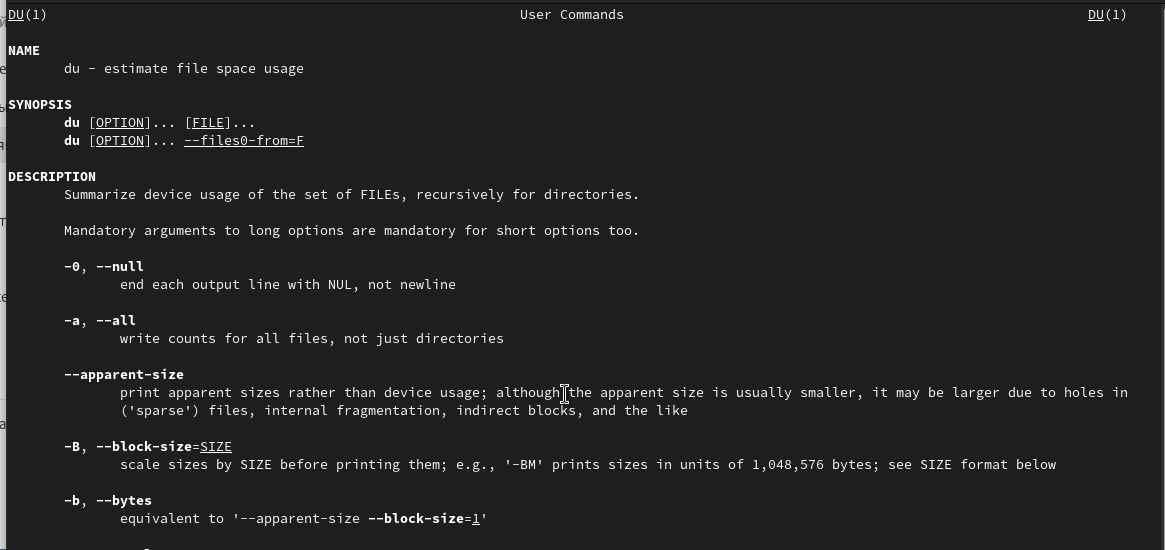 DU(1) User Commands DU(1)
NAME
du - estimate file space usage
SYNOPSIS
du [OPTION]... [FILE]...
du [OPTION]... --files0-from=F
DESCRIPTION
Summarize device usage of the set of FILEs, recursively for directories.
Mandatory arguments to long options are mandatory for short options too.
-0, --null
end each output line with NUL, not newline
-a, --all
write counts for all files, not just directories
--apparent-size
print apparent sizes rather than device usage; although the apparent size is usually smaller, it may be larger due to holes in
('sparse') files, internal fragmentation, indirect blocks, and the like
-B, --block-size=SIZE
scale sizes by SIZE before printing them; e.g., '-BM' prints sizes in units of 1,048,576 bytes; see SIZE format below
-b, --bytes
equivalent to '--apparent-size --block-size=1'